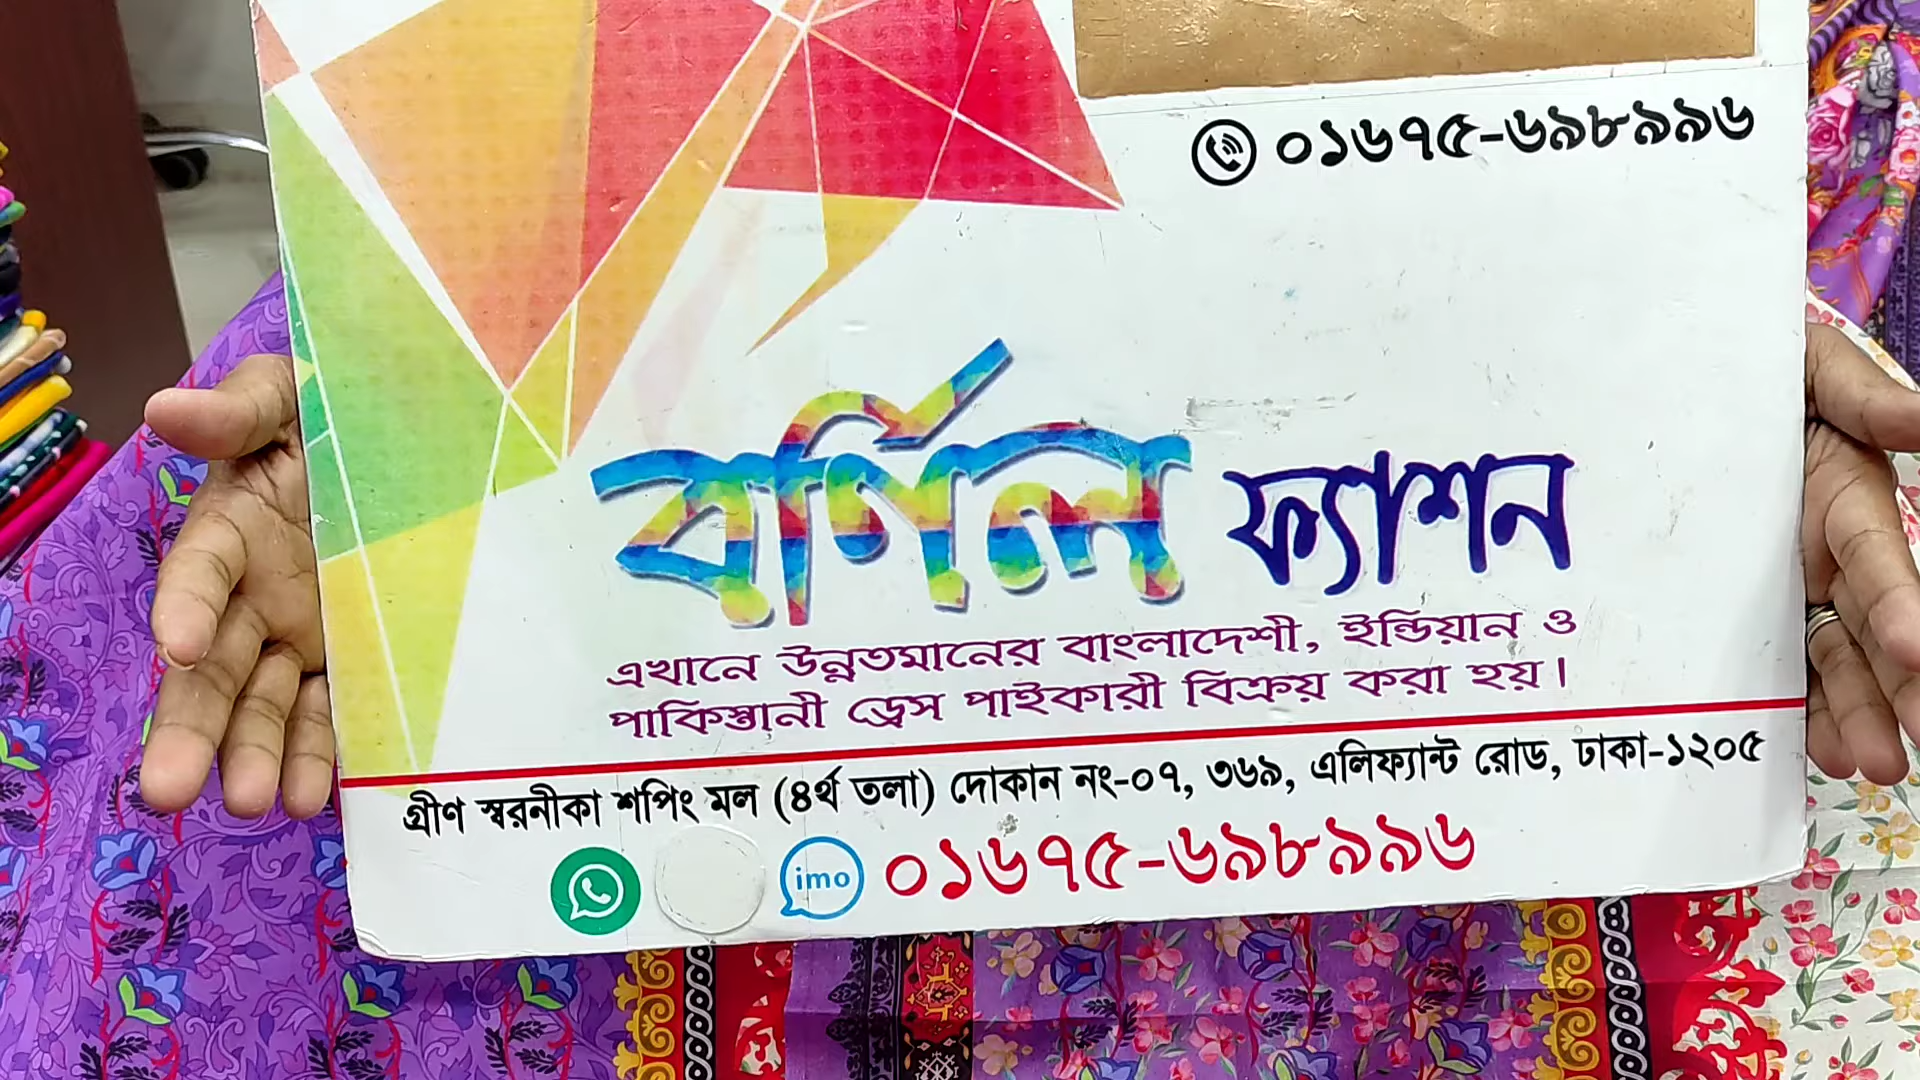 ০১৬৭৫-৬৯৮৯৯৬
বর্ণিল ফ্যাশন
এখানে উন্নতমানের বাংলাদেশী, ইন্ডিয়ান ও
পাকিস্তানী ড্রেস পাইকারী বিক্রয় করা হয়।
গ্রীণ স্বরনীকা শপিং মল (৪র্থ তলা) দোকান নং-০৭, ৩৬৯, এলিফ্যান্ট রোড, ঢাকা-১২০৫
imo ০১৬৭৫-৬৯৮৯৯৬